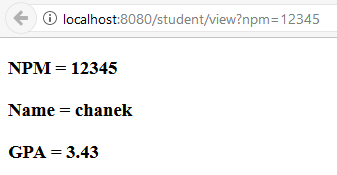 localhost:8080/student/view?npm=12345
NPM = 12345
Name = chanek
GPA = 3.43